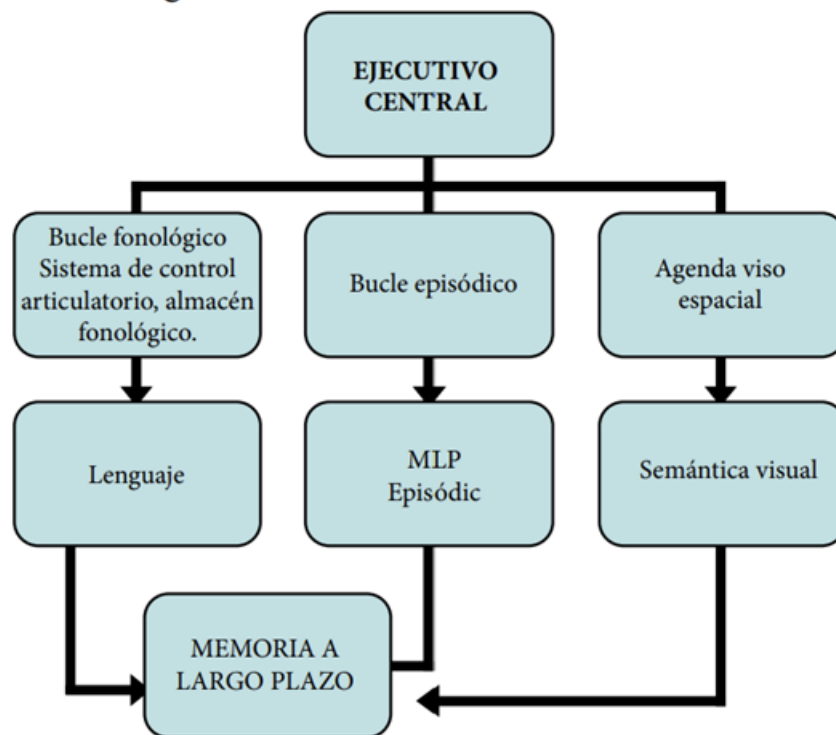 EJECUTIVO
CENTRAL
Bucle fonológico
Sistema de control
articulatorio, almacén
fonológico.
Bucle episódico
Agenda viso
espacial
Lenguaje
MLP
Episódic
Semántica visual
MEMORIA A
LARGO PLAZO